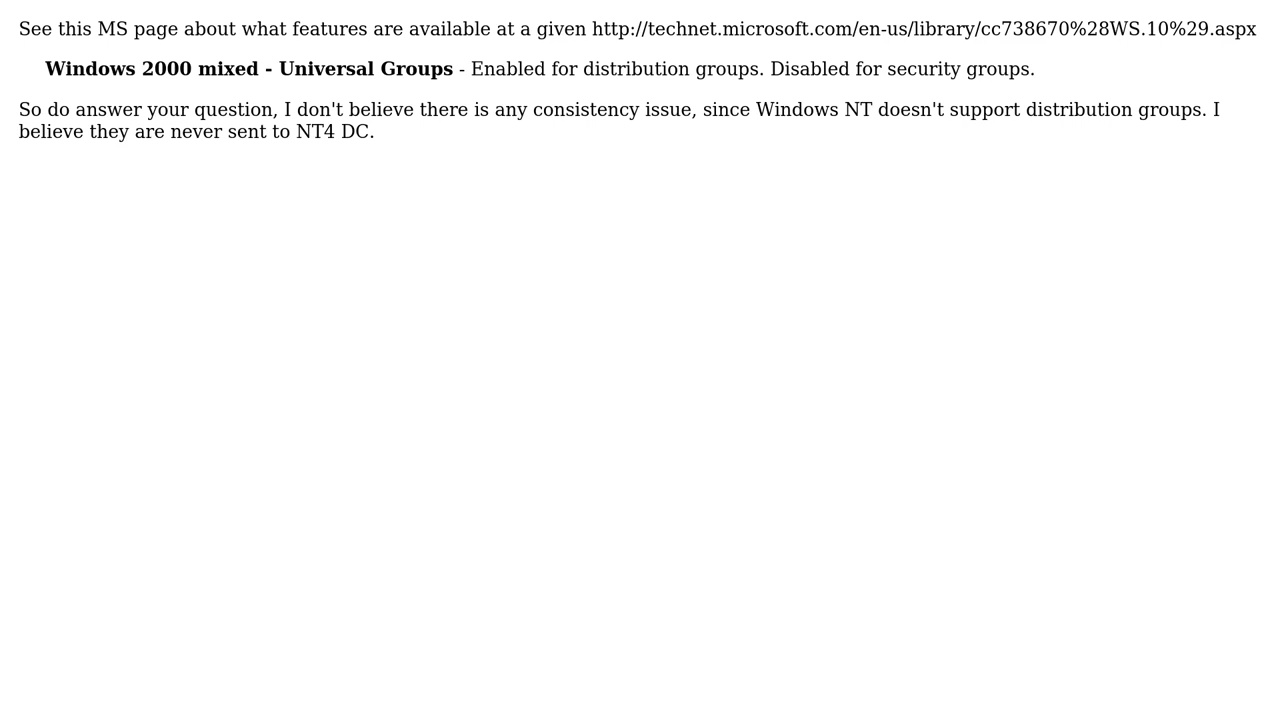 See this MS page about what features are available at a given http://technet.microsoft.com/en-us/library/cc738670%28WS.10%29.aspx
Windows 2000 mixed - Universal Groups - Enabled for distribution groups. Disabled for security groups.
So do answer your question, I don't believe there is any consistency issue, since Windows NT doesn't support distribution groups. I
believe they are never sent to NT4 DC.